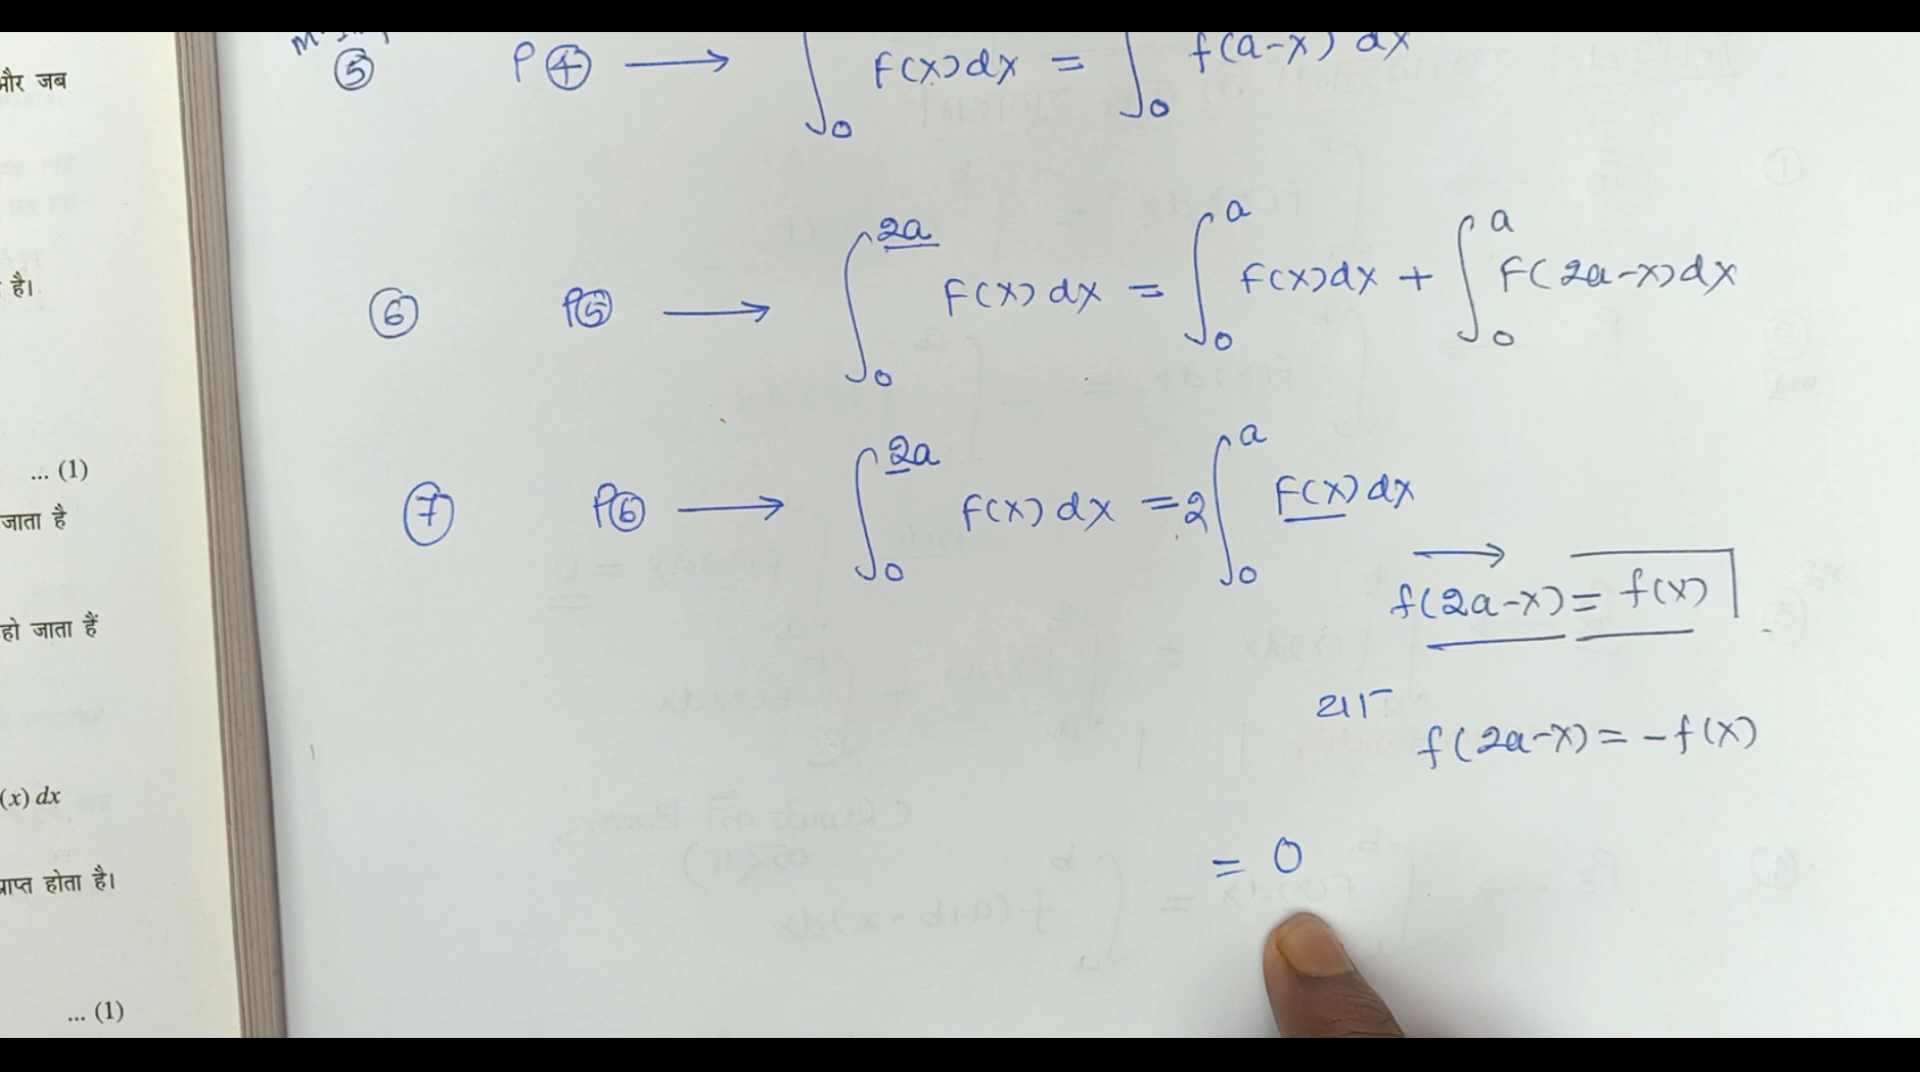 और जब
है।
... (1)
जाता है
हो जाता हैं
(x) dx
प्राप्त होता है।
... (1)
⑤ P④ ⟶ ∫₀ f(x)dx = ∫₀ f(a-x) dx
⑥ P⑤ ⟶ ∫₀^2a f(x) dx = ∫₀^a f(x)dx + ∫₀^a f(2a-x)dx
⑦ P⑥ ⟶ ∫₀^2a f(x) dx = 2∫₀^a f(x) dx
⟶ f(2a-x) = f(x)
या f(2a-x) = -f(x)
= 0